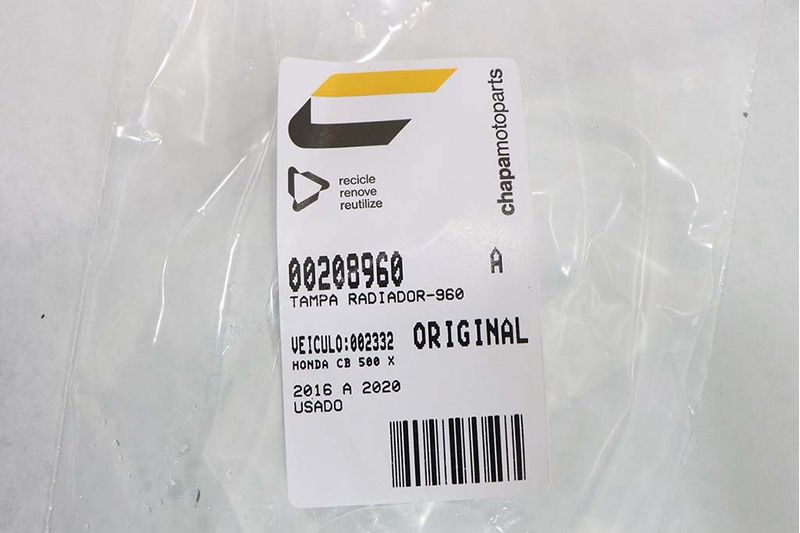 chapamotoparts
recicle
renove
reutilize
00208960 A
TAMPA RADIADOR-960
VEICULO:002332 ORIGINAL
HONDA CB 500 X
2016 A 2020
USADO